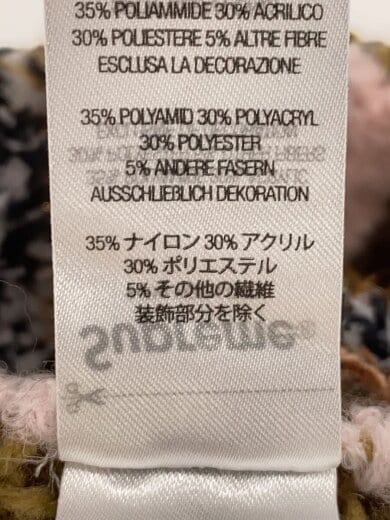 35% POLIAMMIDE 30% ACRILICO
30% POLIESTERE 5% ALTRE FIBRE
ESCLUSA LA DECORAZIONE
35% POLYAMID 30% POLYACRYL
30% POLYESTER
5% ANDERE FASERN
AUSSCHLIEßLICH DEKORATION
35% ナイロン 30% アクリル
30% ポリエステル
5% その他の繊維
装飾部分を除く
Supreme®